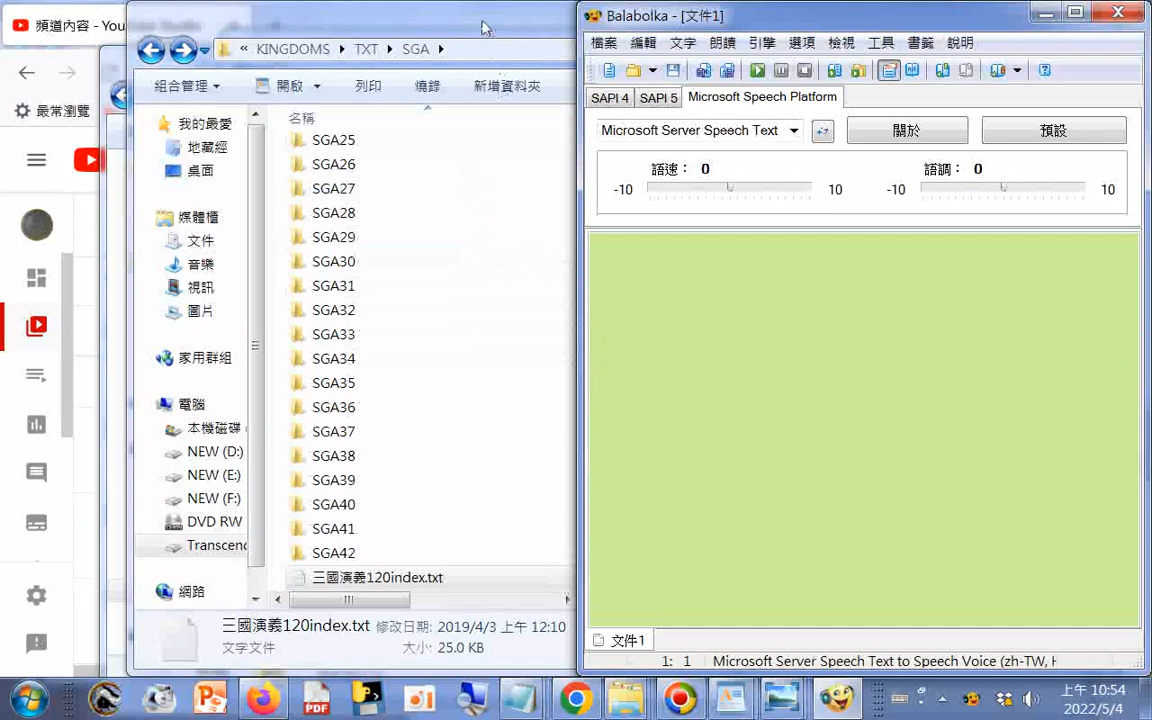 頻道內容 - You
最常瀏覽
« KINGDOMS ▶ TXT ▶ SGA ▶
組合管理 開啟 列印 燒錄 新增資料夾
我的最愛
地藏經
桌面
媒體櫃
文件
音樂
視訊
圖片
家用群組
電腦
本機磁碟
NEW (D:)
NEW (E:)
NEW (F:)
DVD RW
Transcend
網路
名稱
SGA25
SGA26
SGA27
SGA28
SGA29
SGA30
SGA31
SGA32
SGA33
SGA34
SGA35
SGA36
SGA37
SGA38
SGA39
SGA40
SGA41
SGA42
三國演義120index.txt
三國演義120index.txt 修改日期: 2019/4/3 上午 12:10
文字文件 大小: 25.0 KB
Balabolka - [文件1]
檔案 編輯 文字 朗讀 引擎 選項 檢視 工具 書籤 說明
SAPI 4 SAPI 5 Microsoft Speech Platform
Microsoft Server Speech Text 關於 預設
語速： 0 語調： 0
-10 10 -10 10
文件1
1: 1 Microsoft Server Speech Text to Speech Voice (zh-TW, H
上午 10:54
2022/5/4